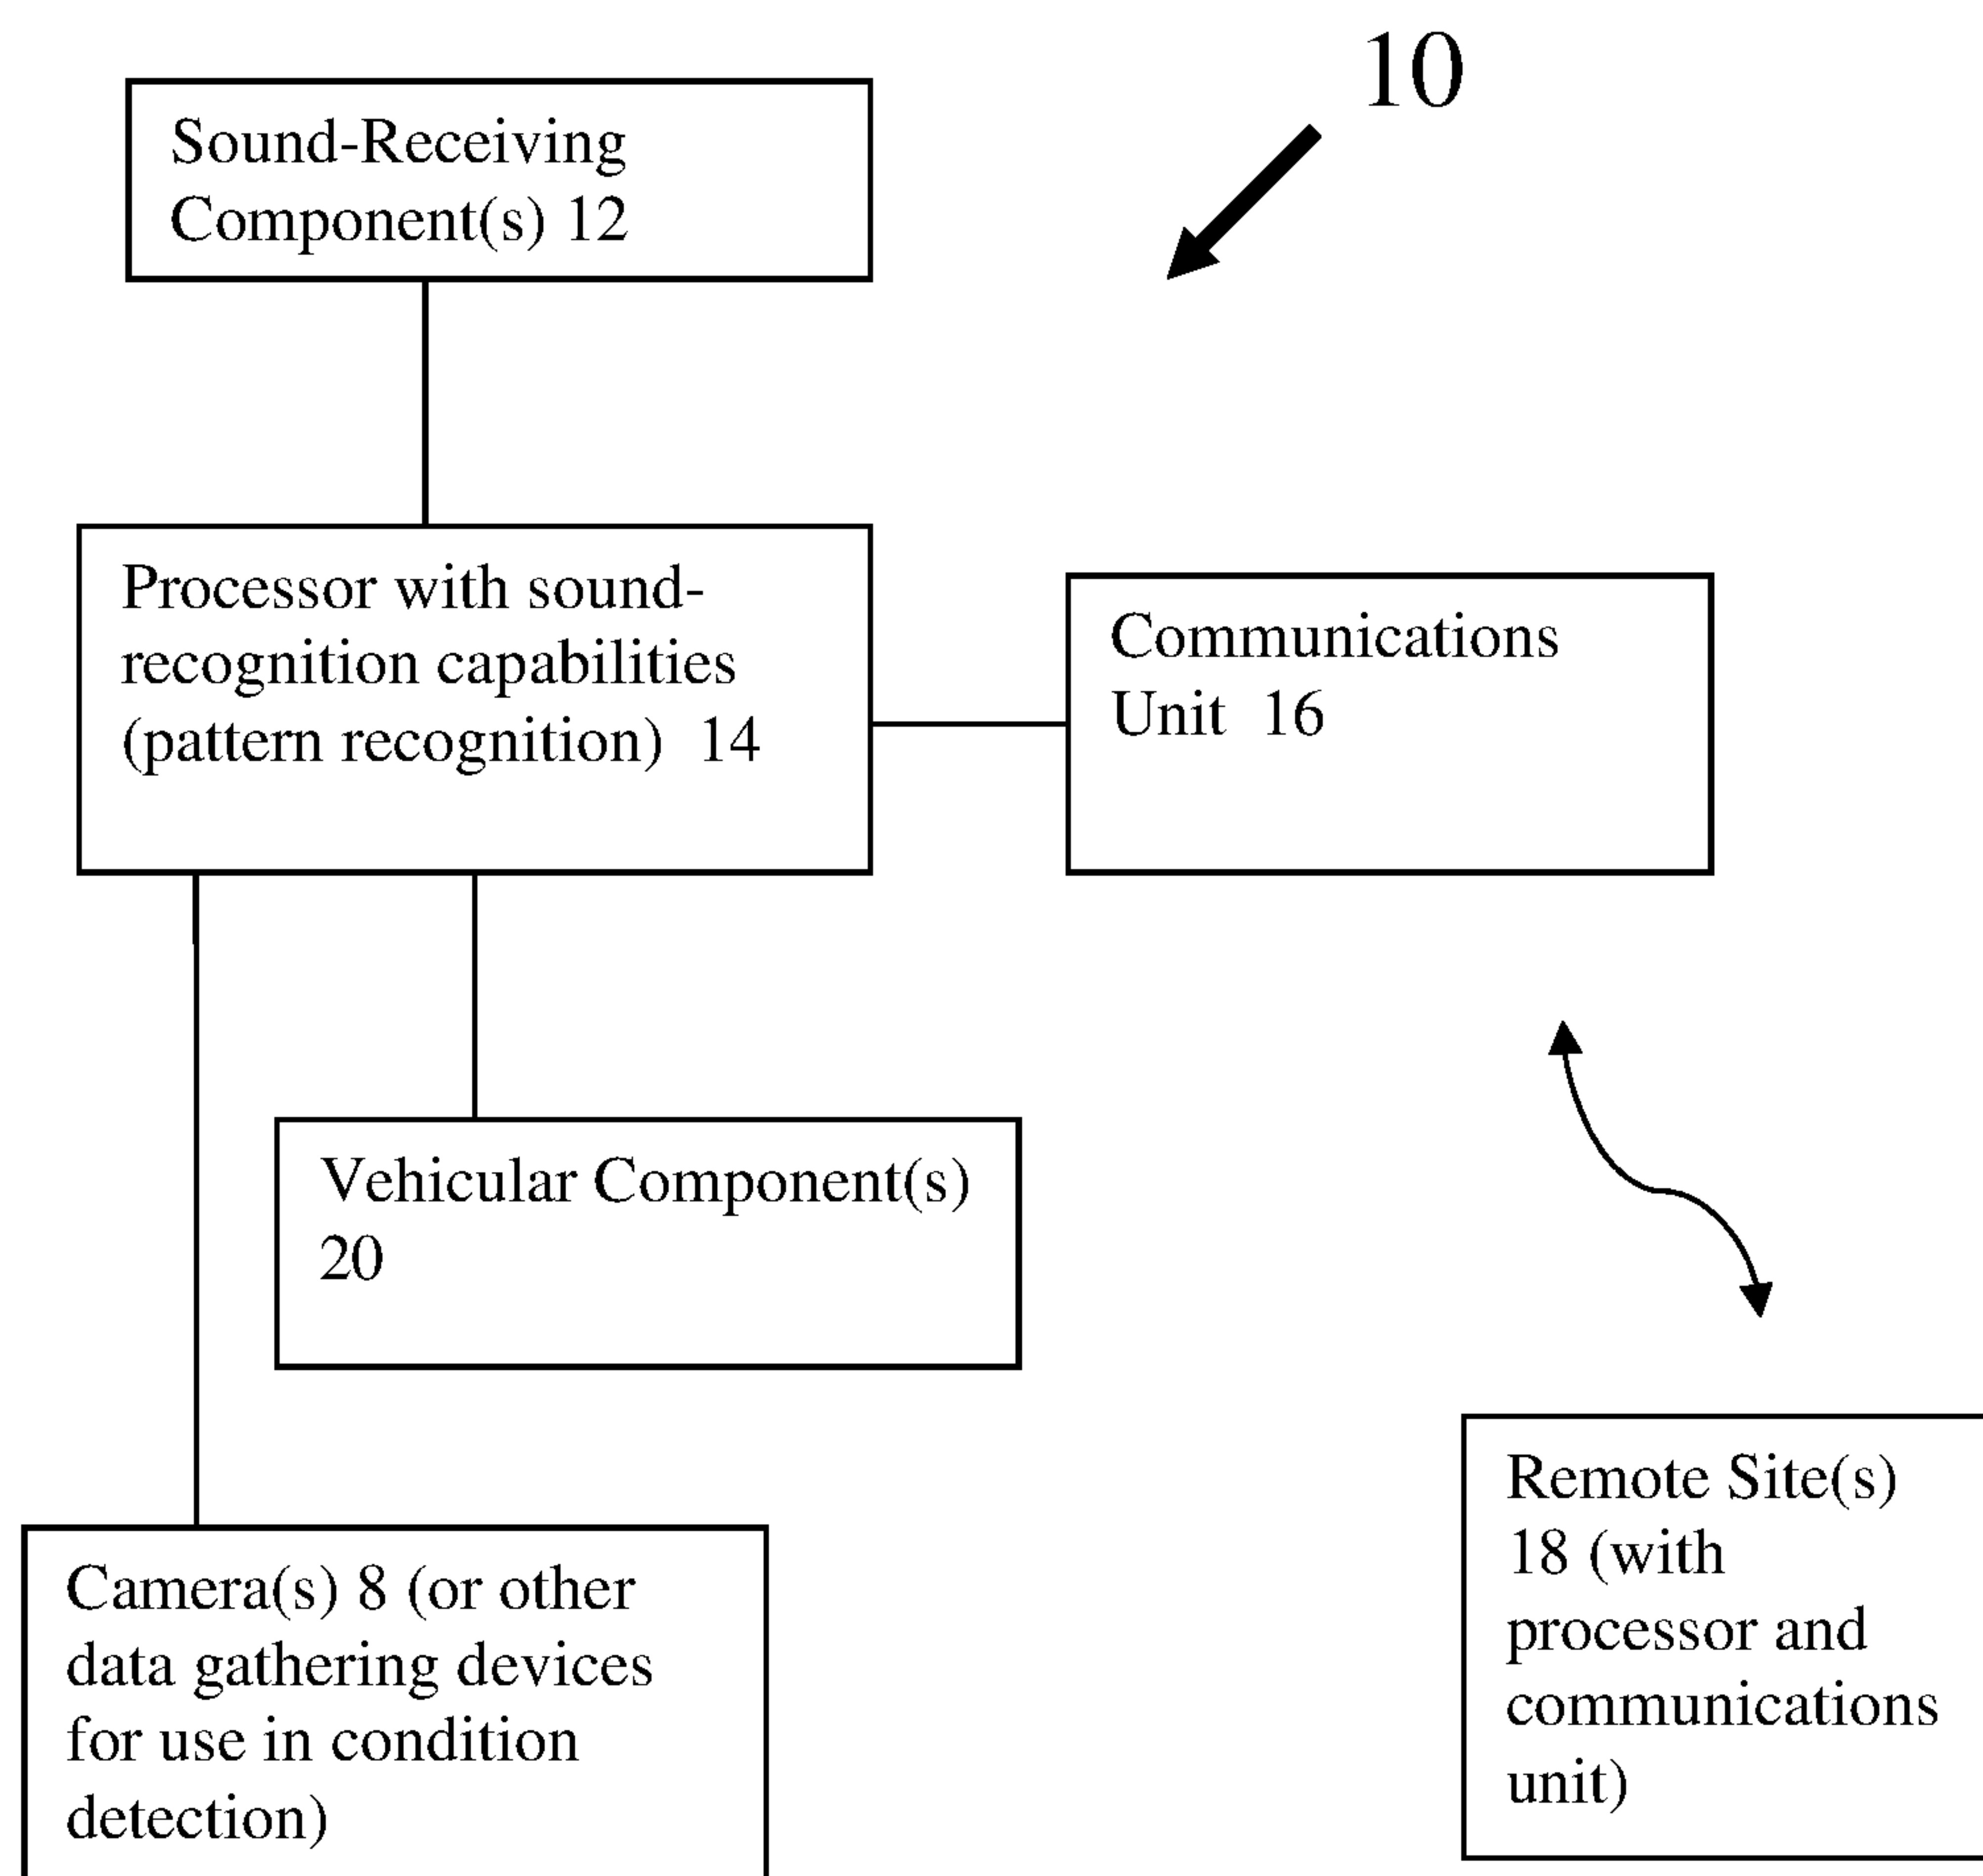 10
Sound-Receiving
Component(s) 12
Processor with sound-
recognition capabilities
(pattern recognition) 14
Communications
Unit 16
Vehicular Component(s)
20
Remote Site(s)
18 (with
processor and
communications
unit)
Camera(s) 8 (or other
data gathering devices
for use in condition
detection)